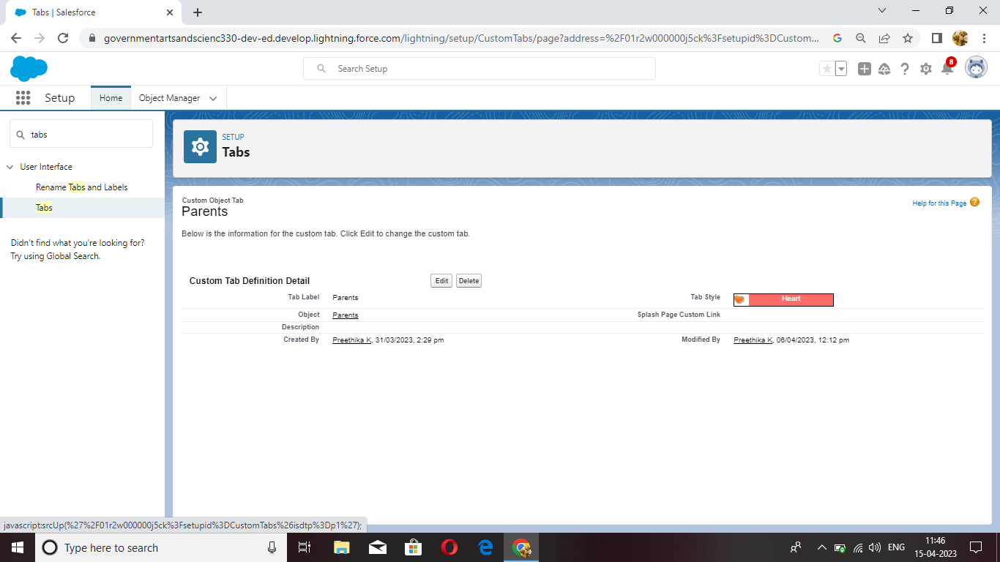 Tabs | Salesforce
governmentartsandscienc330-dev-ed.develop.lightning.force.com/lightning/setup/CustomTabs/page?address=%2F01r2w000000j5ck%3Fsetupid%3DCustom...
Search Setup
8
Setup
Home
Object Manager
tabs
User Interface
Rename Tabs and Labels
Tabs
Didn't find what you're looking for?
Try using Global Search.
SETUP
Tabs
Custom Object Tab
Parents
Help for this Page ?
Below is the information for the custom tab. Click Edit to change the custom tab.
Custom Tab Definition Detail Edit Delete
Tab Label Parents Tab Style Heart
Object Parents Splash Page Custom Link
Description
Created By Preethika K, 31/03/2023, 2:29 pm Modified By Preethika K, 06/04/2023, 12:12 pm
javascript:srcUp(%27%2F01r2w000000j5ck%3Fsetupid%3DCustomTabs%26isdtp%3Dp1%27);
Type here to search
ENG
11:46
15-04-2023